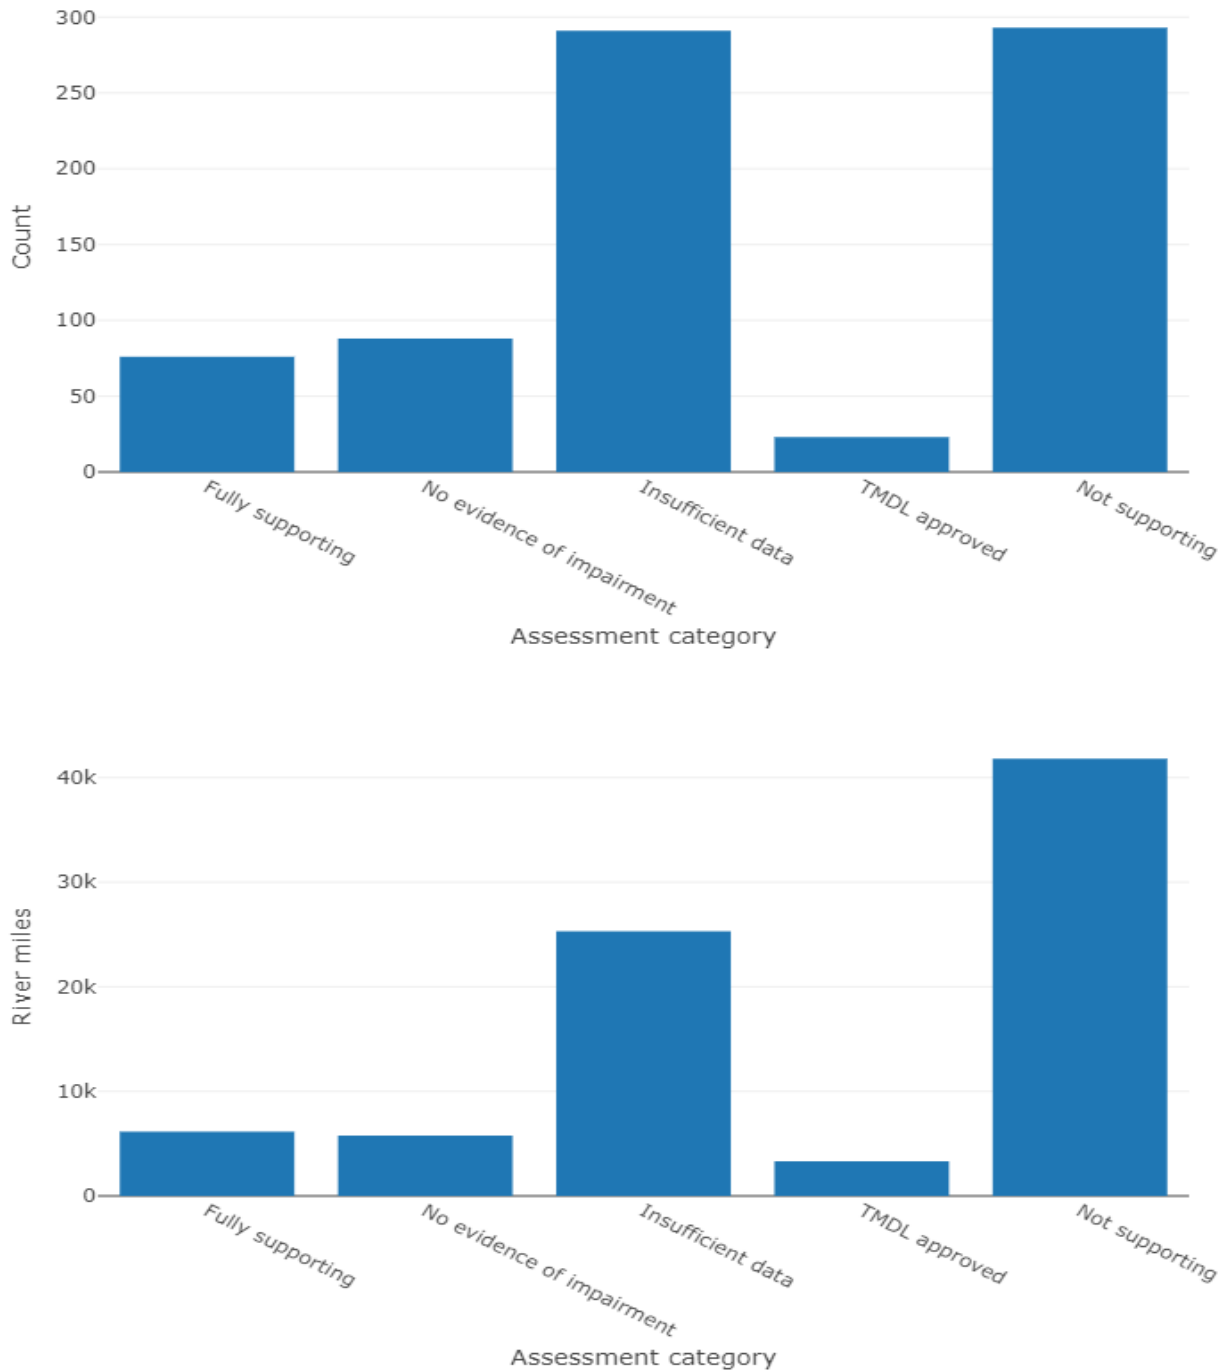 300
250
200
150
100
50
0
Count
Fully supporting
No evidence of impairment
Insufficient data
TMDL approved
Not supporting
Assessment category
40k
30k
20k
10k
0
River miles
Fully supporting
No evidence of impairment
Insufficient data
TMDL approved
Not supporting
Assessment category